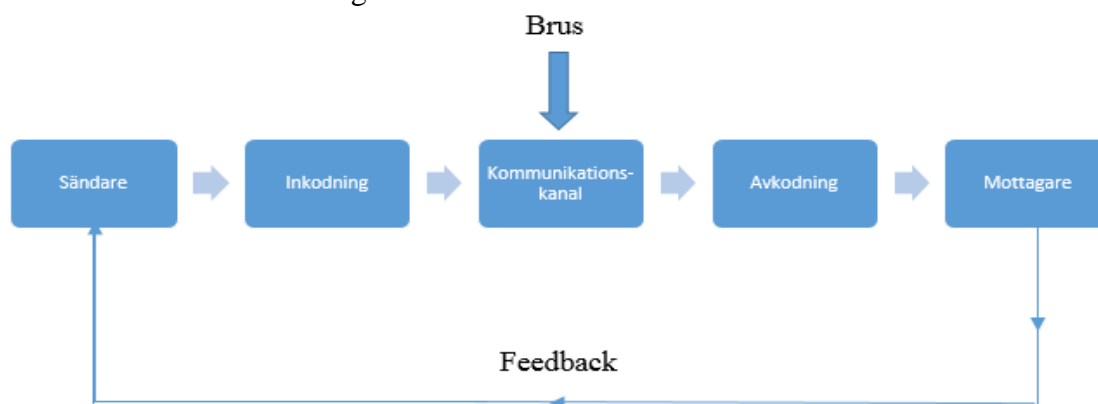 Brus
Sändare
Inkodning
Kommunikations-
kanal
Avkodning
Mottagare
Feedback